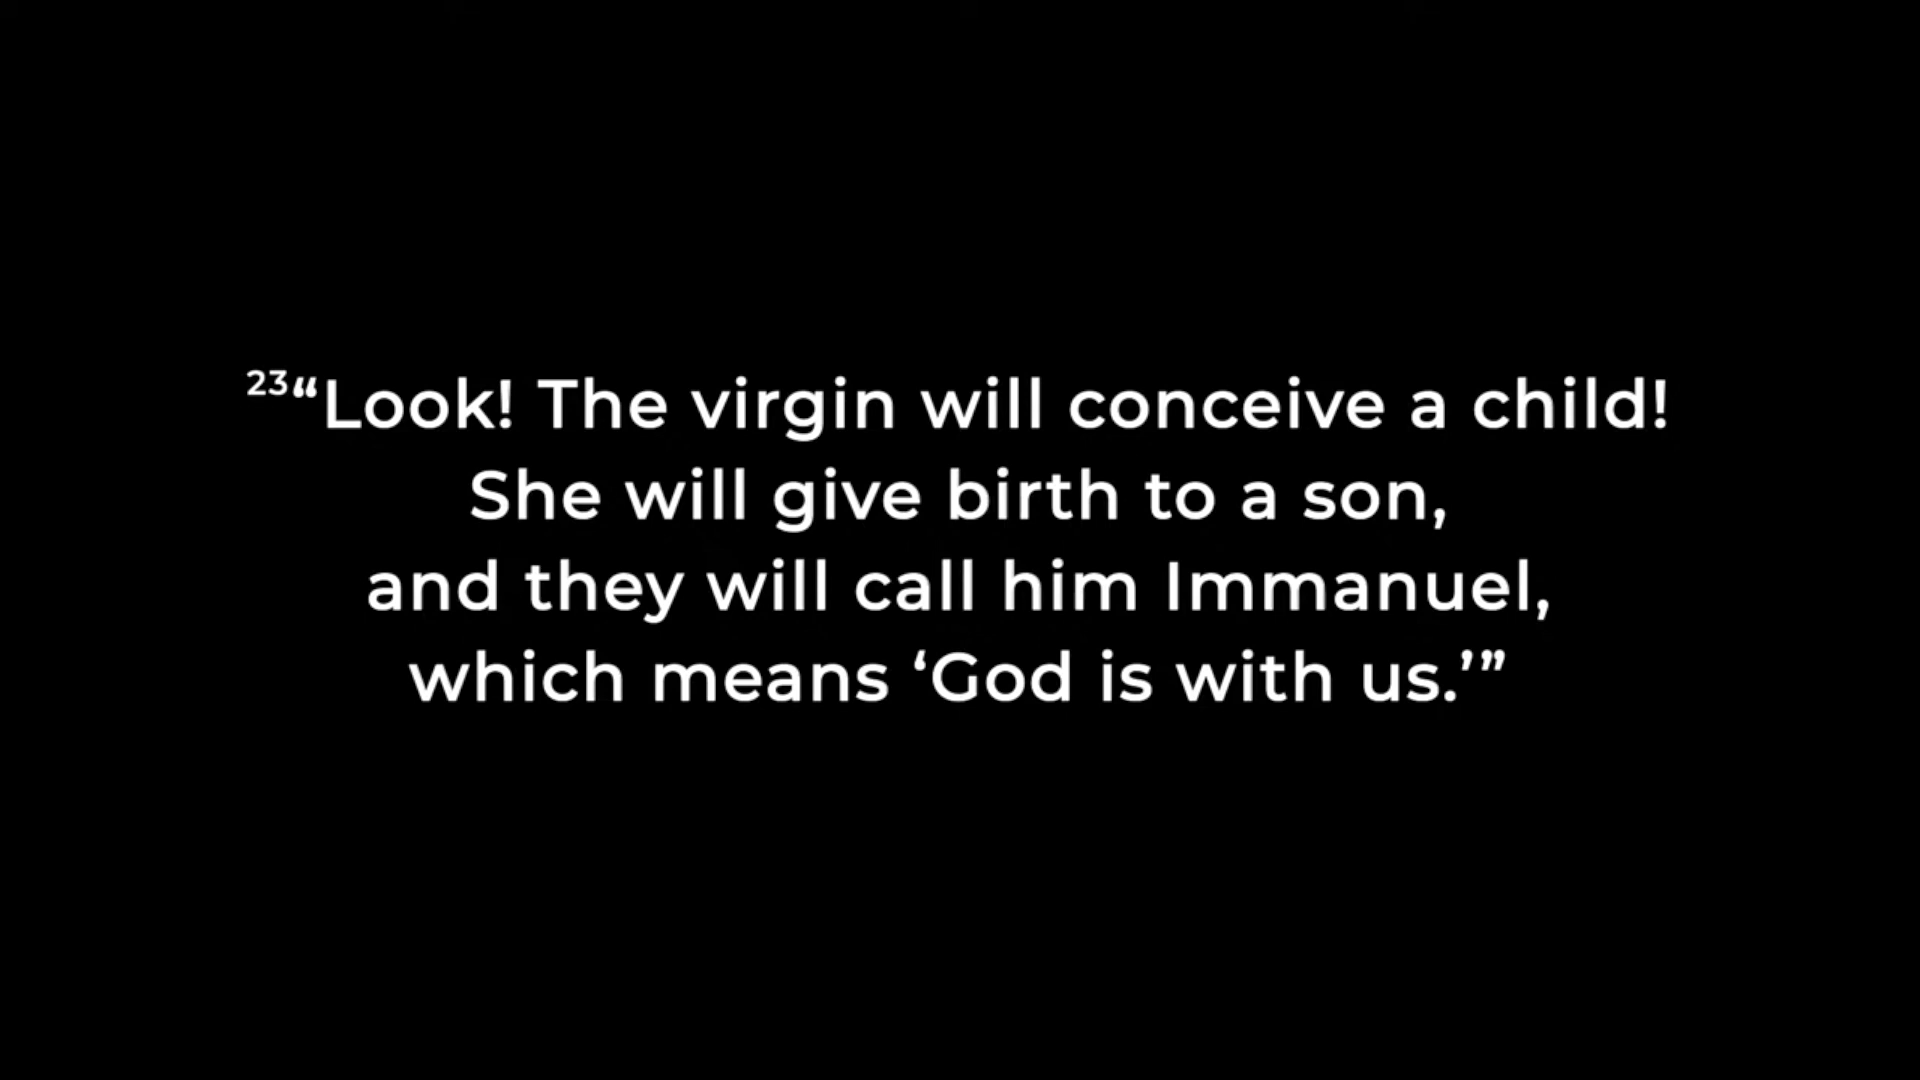 ²³“Look! The virgin will conceive a child!
She will give birth to a son,
and they will call him Immanuel,
which means ‘God is with us.’”